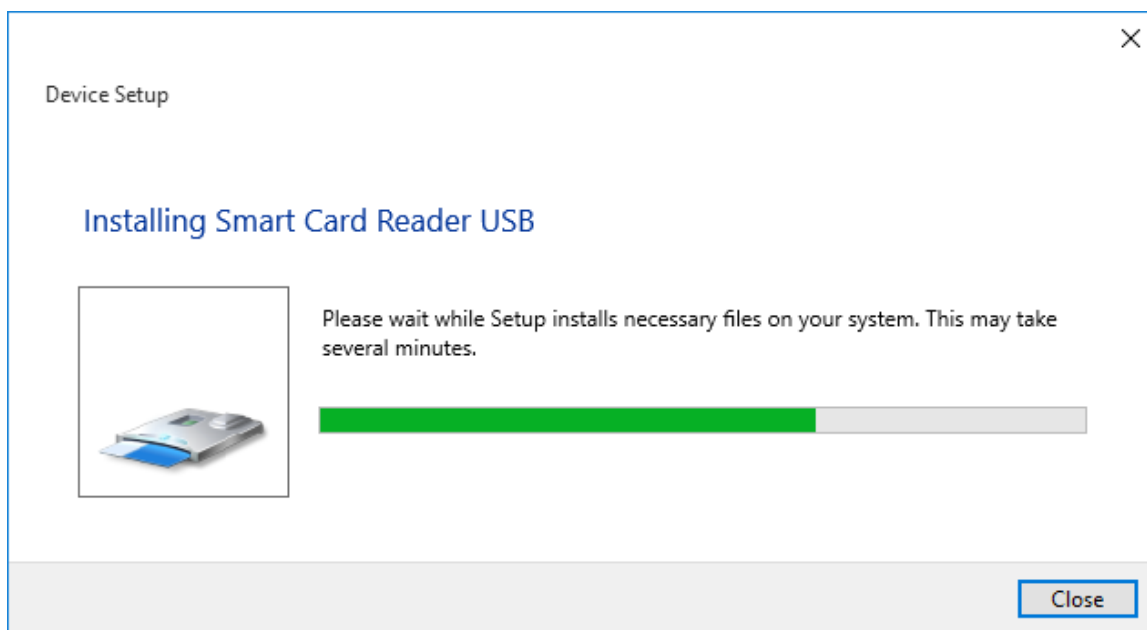 Device Setup
Installing Smart Card Reader USB
Please wait while Setup installs necessary files on your system. This may take
several minutes.
Close